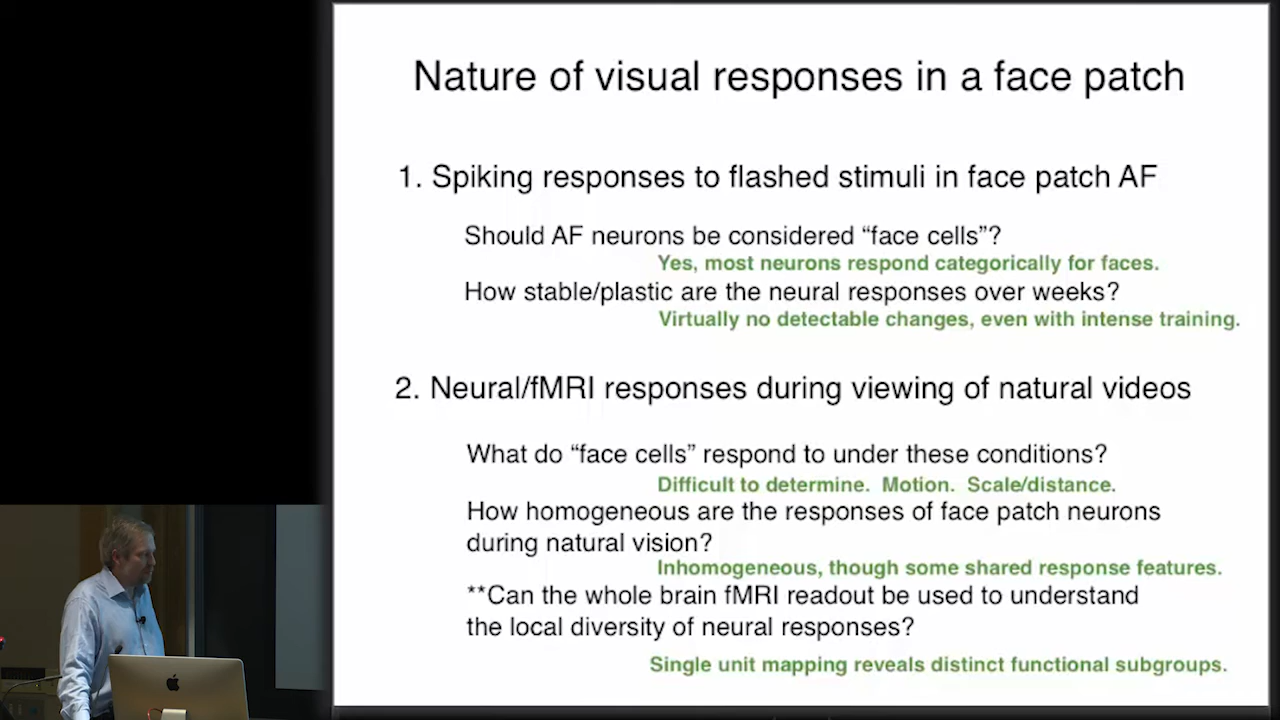 Nature of visual responses in a face patch
1. Spiking responses to flashed stimuli in face patch AF
Should AF neurons be considered “face cells”?
Yes, most neurons respond categorically for faces.
How stable/plastic are the neural responses over weeks?
Virtually no detectable changes, even with intense training.
2. Neural/fMRI responses during viewing of natural videos
What do “face cells” respond to under these conditions?
Difficult to determine. Motion. Scale/distance.
How homogeneous are the responses of face patch neurons
during natural vision?
Inhomogeneous, though some shared response features.
**Can the whole brain fMRI readout be used to understand
the local diversity of neural responses?
Single unit mapping reveals distinct functional subgroups.